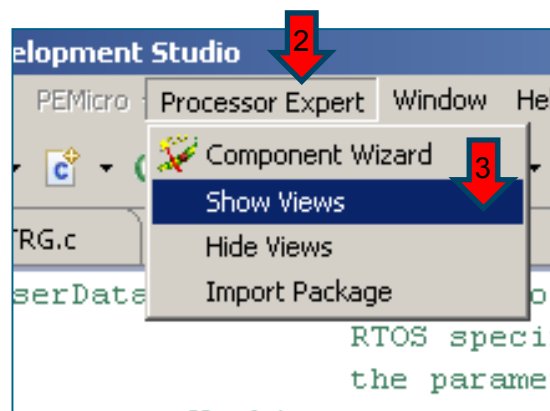 elopment Studio
2
PEMicro Processor Expert Window He
Component Wizard
3
Show Views
TRG.c
Hide Views
serData
Import Package
RTOS speci
the parame